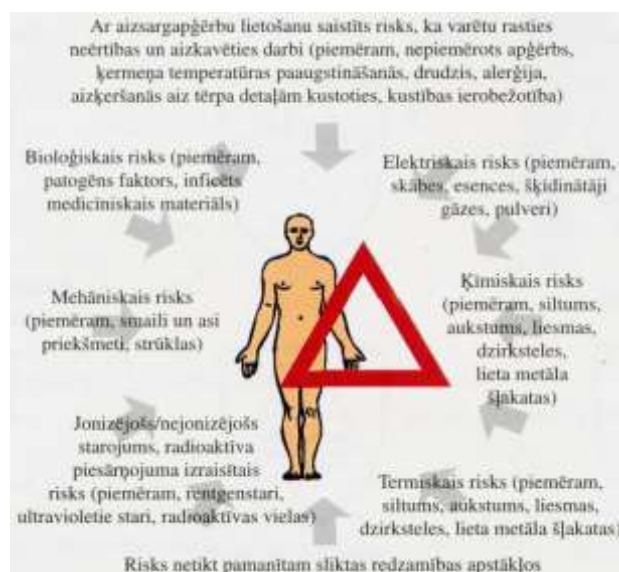 Ar aizsargapģērbu lietošanu saistīts risks, ka varētu rasties
neērtības un aizkavēties darbi (piemēram, nepiemērots apģērbs,
ķermeņa temperatūras paaugstināšanās, drudzis, alerģija,
aizķeršanās aiz tērpa detaļām kustoties, kustības ierobežotība)
Bioloģiskais risks (piemēram,
patogēns faktors, inficēts
medicīniskais materiāls)
Elektriskais risks (piemēram,
skābes, esences, šķidinātāji
gāzes, pulveri)
Mehāniskais risks
(piemēram, smaili un asi
priekšmeti, strūklas)
Ķīmiskais risks
(piemēram, siltums,
aukstums, liesmas,
dzirksteles,
lieta metāla
šļakatas)
Jonizējošs/nejonizējošs
starojums, radioaktīva
piesārņojuma izraisītais
risks (piemēram, rentgenstari,
ultravioletie stari, radioaktīvas vielas)
Termiskais risks (piemēram,
siltums, aukstums, liesmas,
dzirksteles, lieta metāla šļakatas)
Risks netikt pamanītam sliktas redzamības apstākļos